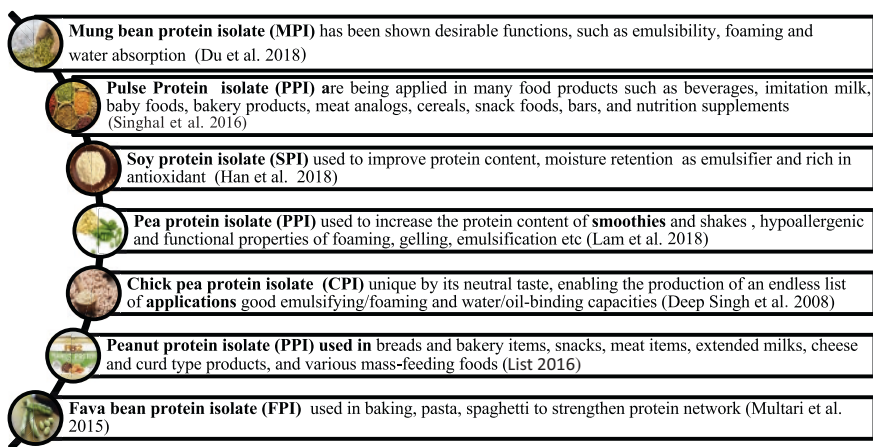 Mung bean protein isolate (MPI) has been shown desirable functions, such as emulsibility, foaming and
water absorption (Du et al. 2018)
Pulse Protein isolate (PPI) are being applied in many food products such as beverages, imitation milk,
baby foods, bakery products, meat analogs, cereals, snack foods, bars, and nutrition supplements
(Singhal et al. 2016)
Soy protein isolate (SPI) used to improve protein content, moisture retention as emulsifier and rich in
antioxidant (Han et al. 2018)
Pea protein isolate (PPI) used to increase the protein content of smoothies and shakes , hypoallergenic
and functional properties of foaming, gelling, emulsification etc (Lam et al. 2018)
Chick pea protein isolate (CPI) unique by its neutral taste, enabling the production of an endless list
of applications good emulsifying/foaming and water/oil-binding capacities (Deep Singh et al. 2008)
Peanut protein isolate (PPI) used in breads and bakery items, snacks, meat items, extended milks, cheese
and curd type products, and various mass-feeding foods (List 2016)
Fava bean protein isolate (FPI) used in baking, pasta, spaghetti to strengthen protein network (Multari et al.
2015)